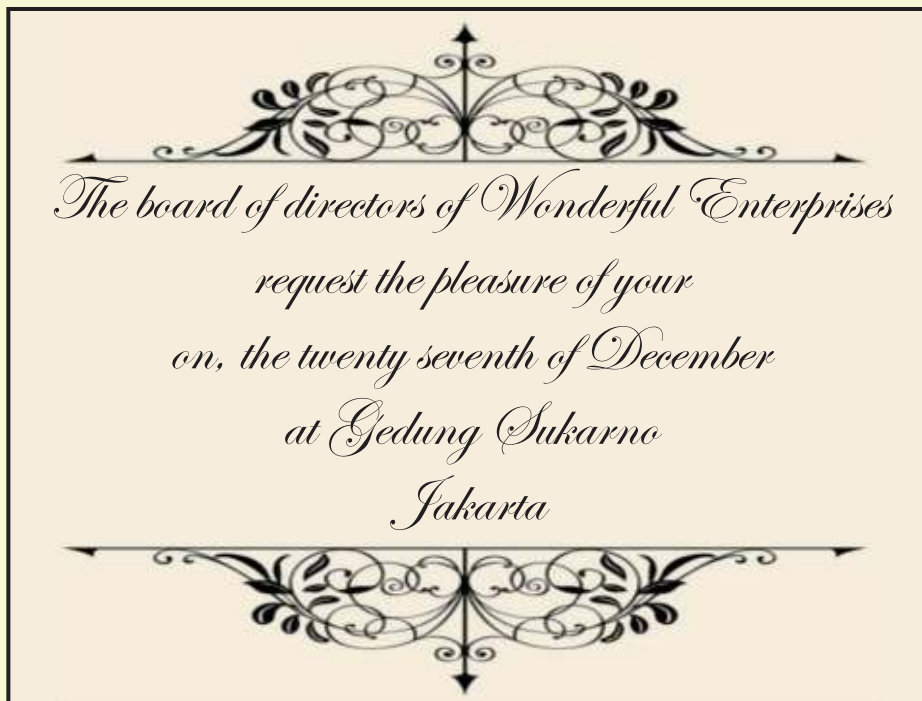 The board of directors of Wonderful Enterprises
request the pleasure of your
on, the twenty seventh of December
at Gedung Sukarno
Jakarta